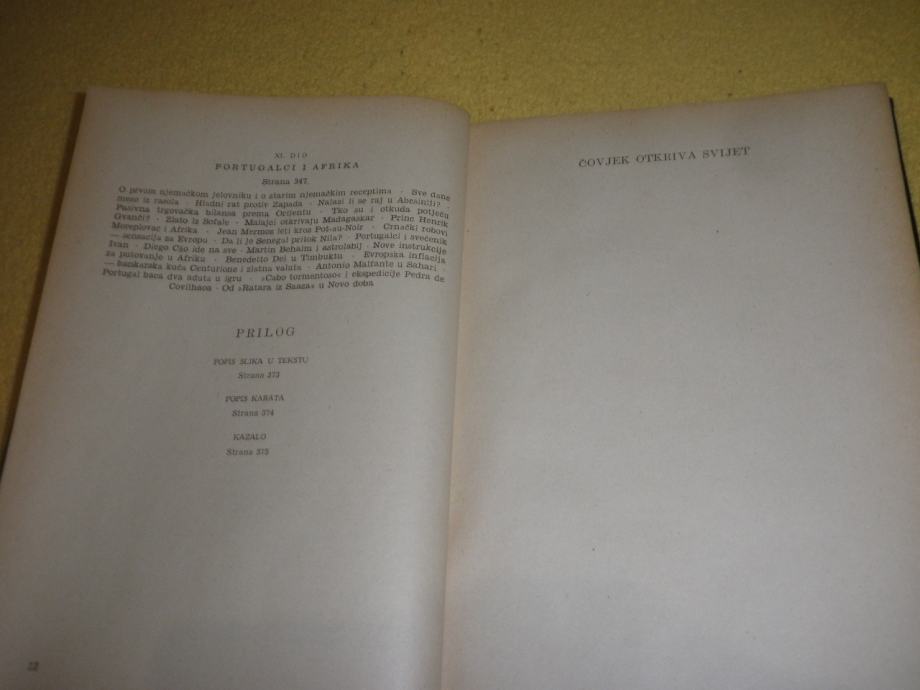 XI. DIO
PORTUGALCI I AFRIKA
Strana 347.
O prvom njemačkom jelovniku i o starim njemačkim receptima · Sve dane
meso iz rasola · Hladni rat protiv Zapada · Nalazi li se raj u Abesiniji? ·
Pasivna trgovačka bilansa prema Orijentu · Tko su i otkuda potječu
Gvanči? · Zlato iz Sofale · Malajci otkrivaju Madagaskar · Princ Henrik
Moreplovac i Afrika · Jean Mermos leti kroz Pot-au-Noir · Crnački robovi
— senzacija za Evropu · Da li je Senegal pritok Nila? · Portugalci i svećenik
Ivan · Diego Cão ide na sve · Martin Behaim i astrolabij · Nove instrukcije
za putovanje u Afriku · Benedetto Dei u Timbuktu · Evropska inflacija
— bankarska kuća Centurione i zlatna valuta · Antonio Malfante u Sahari ·
Portugal baca dva aduta u igru · »Cabo tormentoso« i ekspedicije Pedra de
Covilhaoa · Od »Ratara iz Saaza« u Novo doba
PRILOG
POPIS SLIKA U TEKSTU
Strana 373
POPIS KARATA
Strana 374
KAZALO
Strana 375
12
ČOVJEK OTKRIVA SVIJET